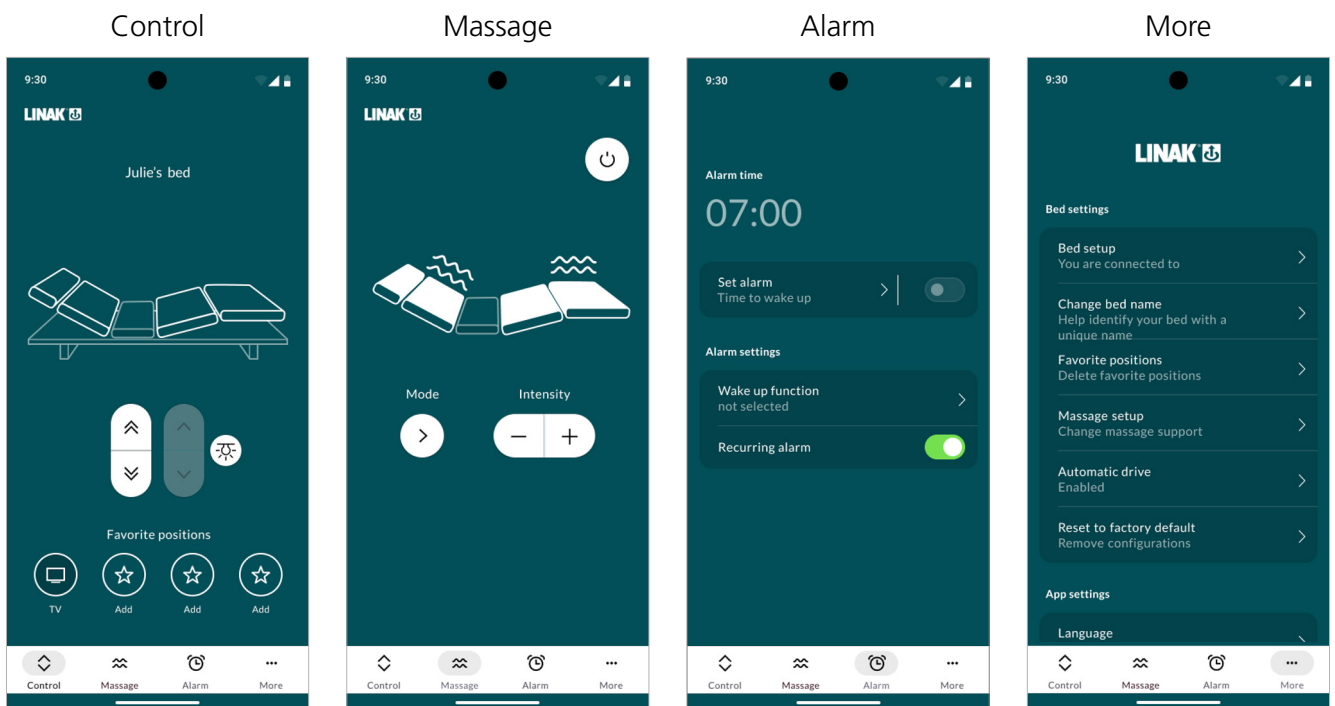 Control
Massage
Alarm
More
9:30
LINAK
Julie's bed
Favorite positions
TV
Add
Add
Add
Control
Massage
Alarm
More
9:30
LINAK
Mode
Intensity
Control
Massage
Alarm
More
9:30
Alarm time
07:00
Set alarm
Time to wake up
Alarm settings
Wake up function
not selected
Recurring alarm
Control
Massage
Alarm
More
9:30
LINAK
Bed settings
Bed setup
You are connected to
Change bed name
Help identify your bed with a
unique name
Favorite positions
Delete favorite positions
Massage setup
Change massage support
Automatic drive
Enabled
Reset to factory default
Remove configurations
App settings
Language
Control
Massage
Alarm
More